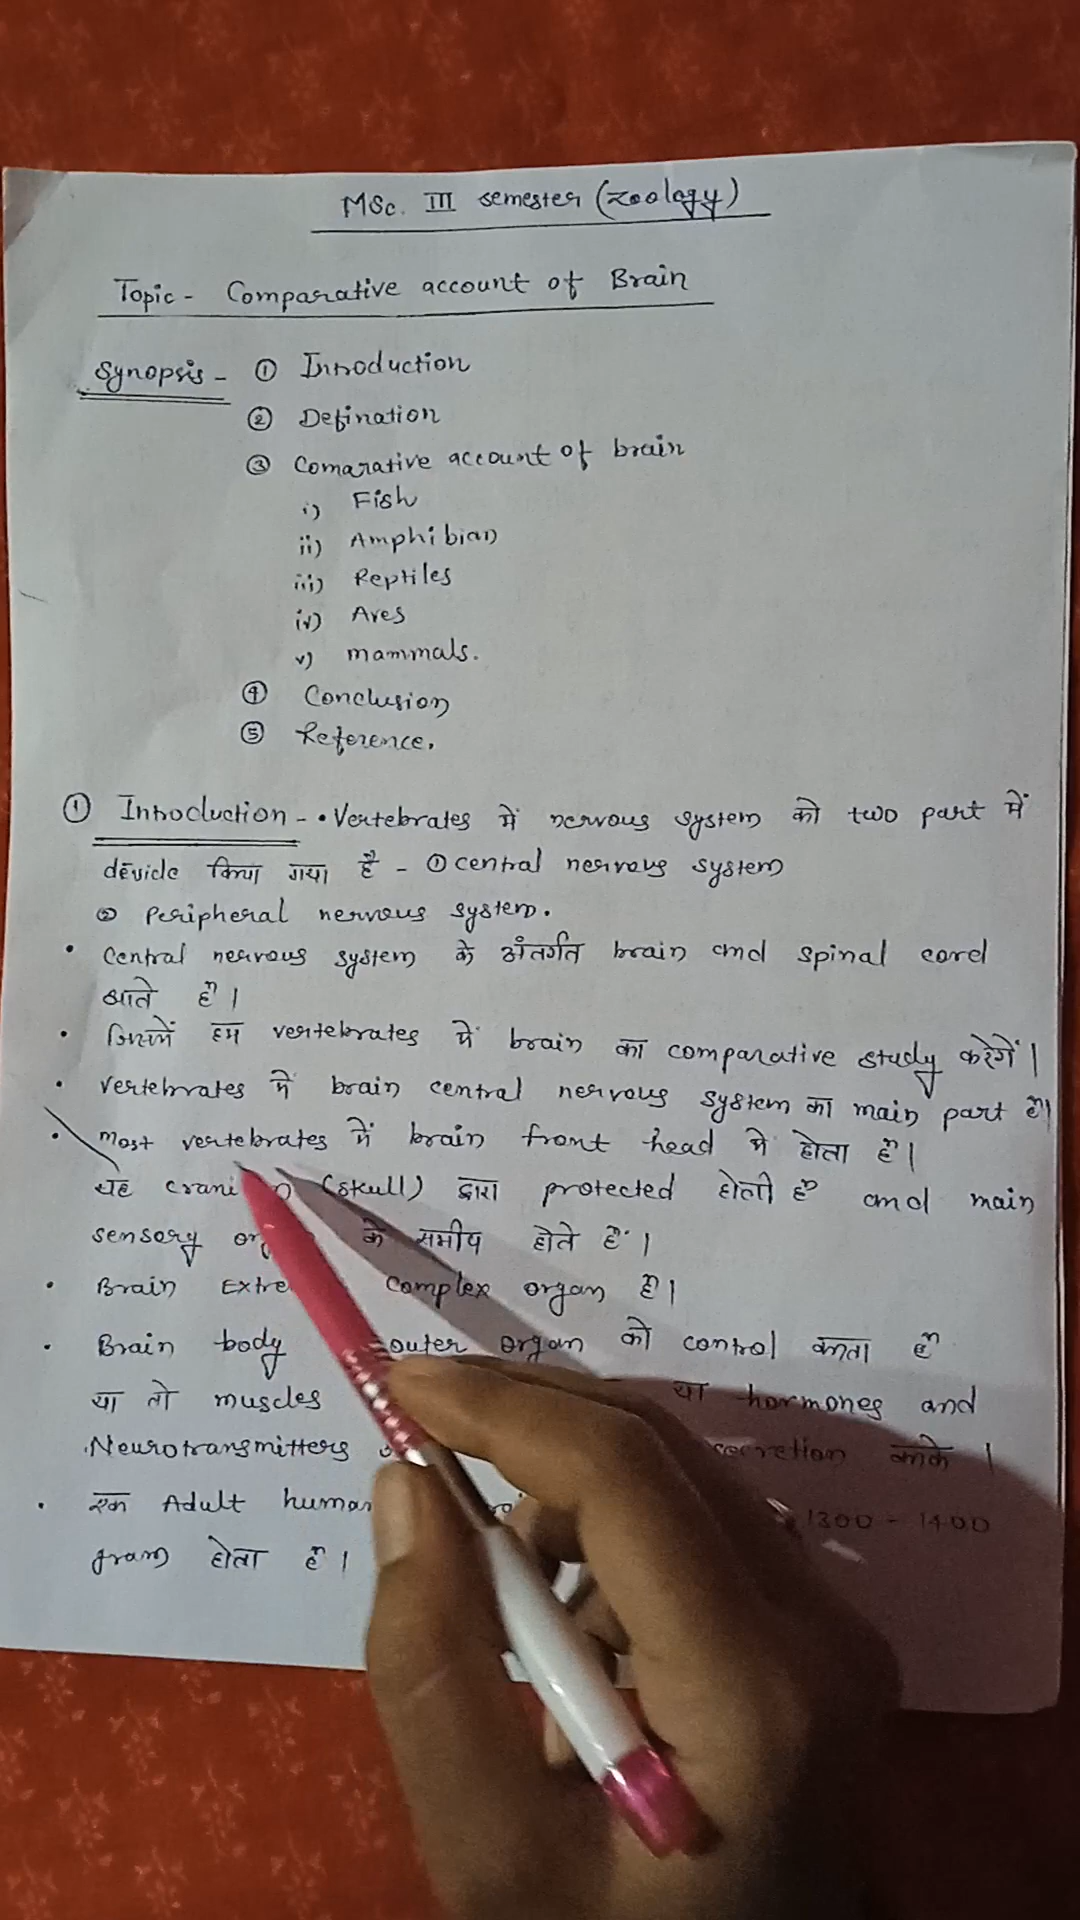 MSc. III semester (zoology)
Topic - Comparative account of Brain
Synopsis - ① Introduction
② Defination
③ Comarative account of brain
i) Fish
ii) Amphibian
iii) Reptiles
iv) Aves
v) mammals.
④ Conclusion
⑤ Reference.
① Introduction - • Vertebrates में nervous system को two part में
devide किया गया है - ① central nervous system
② Peripheral nervous system.
• Central nervous system के अंतर्गत brain and spinal cord
आते हैं।
• जिसमें हम vertebrates में brain का comparative study करेगें।
• Vertebrates में brain central nervous system का main part है।
• Most vertebrates में brain front head में होता है।
यह (skull) द्वारा protected होती है and main
sensory के समीप होते हैं।
• Brain complex organ है।
• Brain body outer organ को control करता है
या तो muscles या hormones and
Neurotransmitters secretion करके।
• एक Adult human 1300 - 1400
gram होता है।